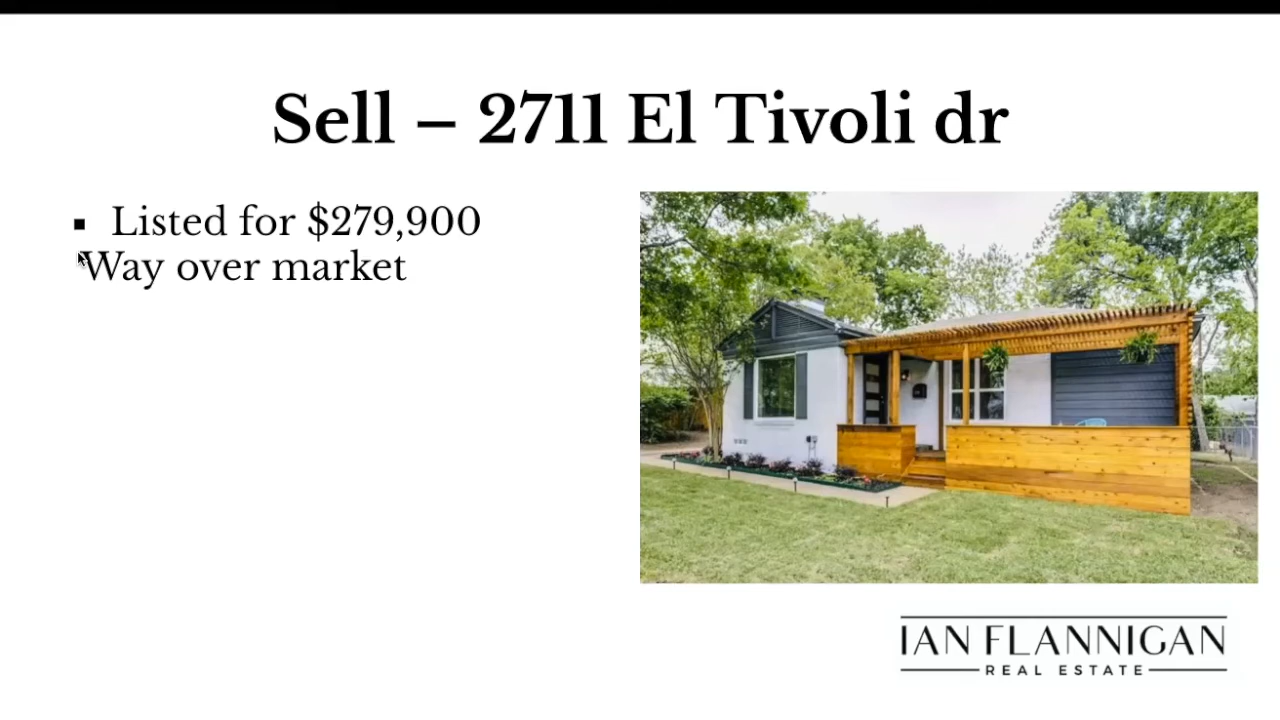 Sell – 2711 El Tivoli dr
▪ Listed for $279,900
Way over market
IAN FLANNIGAN
REAL ESTATE